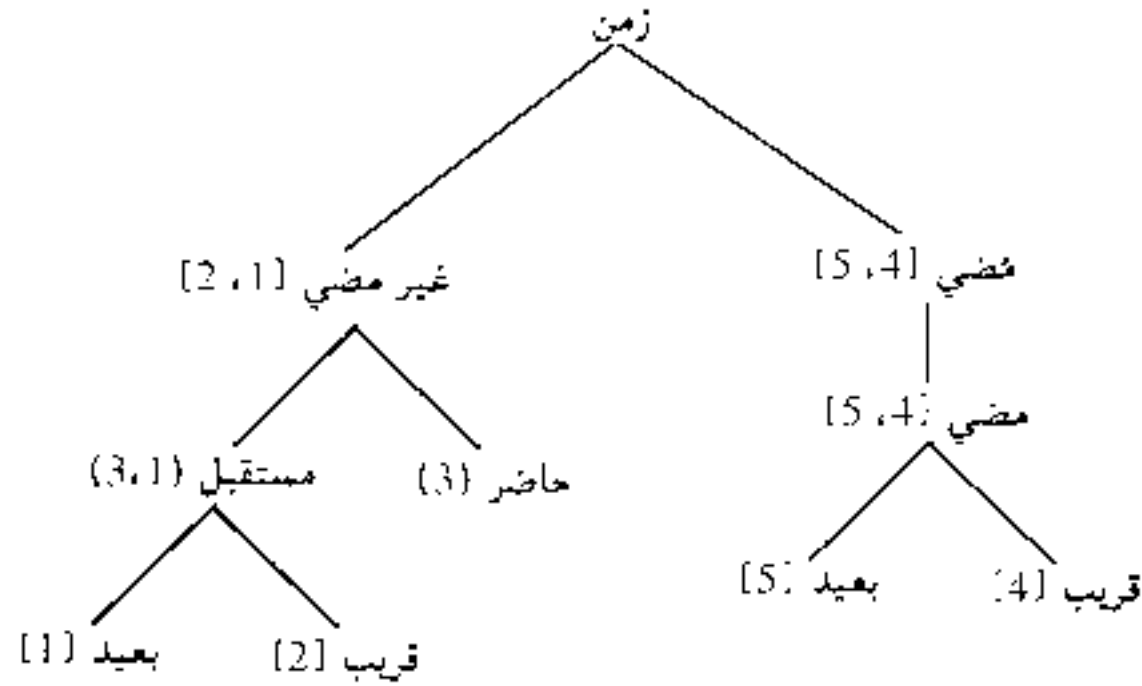 زمن
مُضي [4، 5]
غير مضي [1، 2]
مضي [4، 5]
حاضر (3)
مستقبل (1،3)
قريب [4]
بعيد [5]
قريب [2]
بعيد [1]